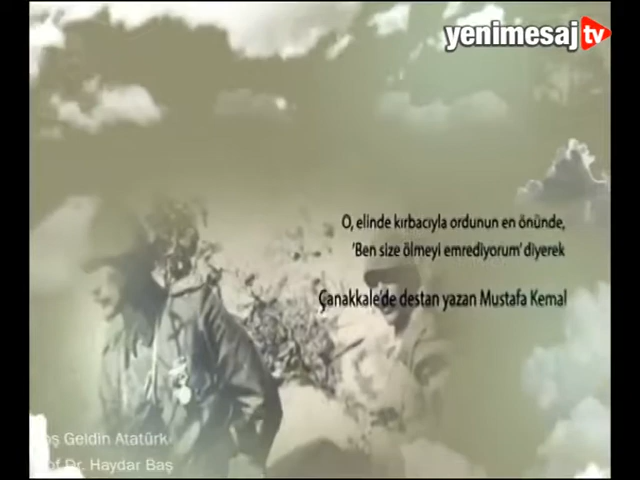 yenimesaj tv
O, elinde kırbacıyla ordunun en önünde,
'Ben size ölmeyi emrediyorum' diyerek
Çanakkale'de destan yazan Mustafa Kemal
Geldin Atatürk
Dr. Haydar Baş